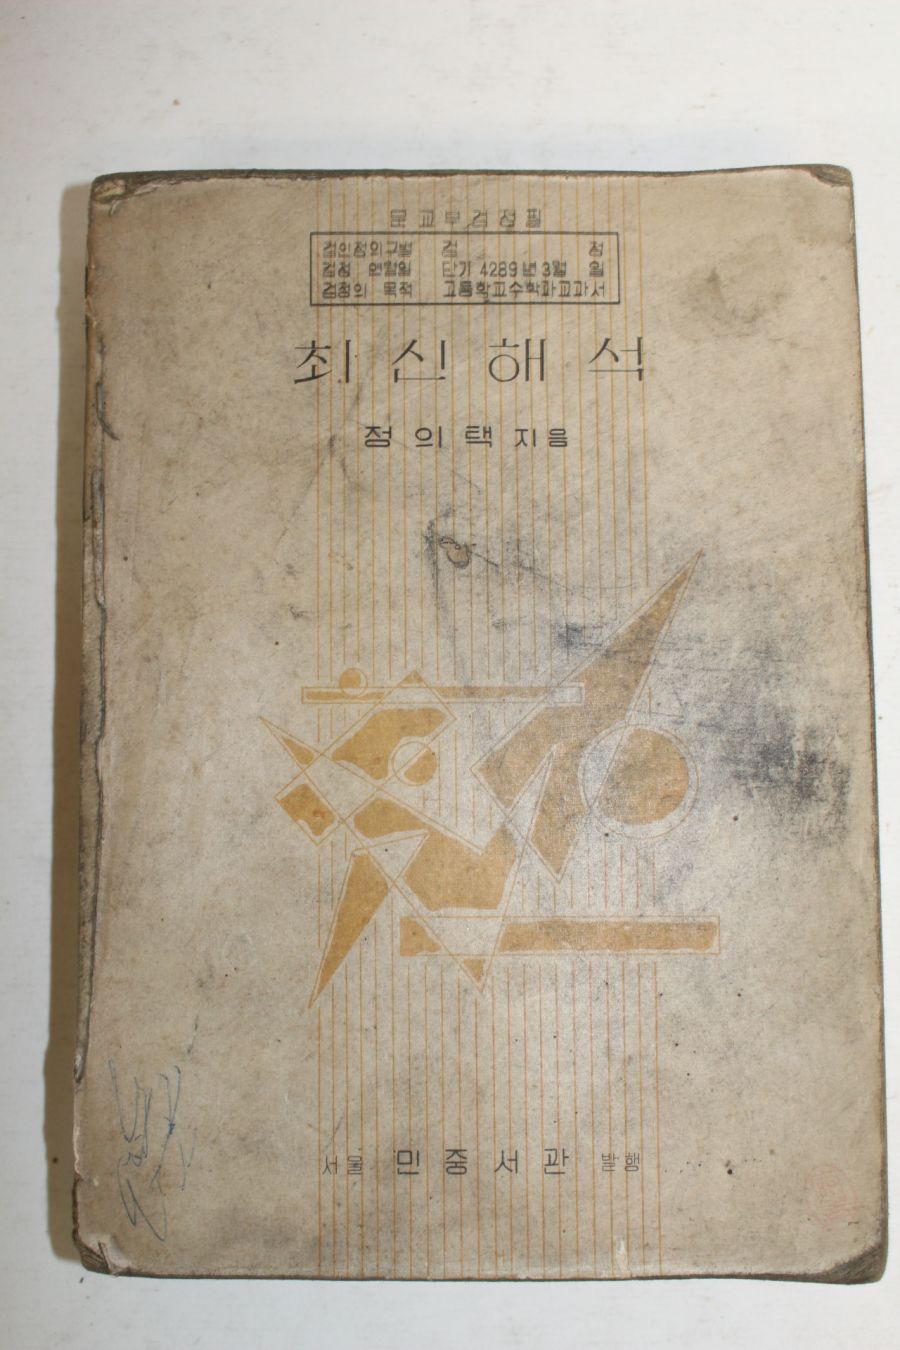 문교부검정필
검인정의구별 검 정
검정 연월일 단기 4289년3월 일
검정의 목적 고등학교수학과교과서
최신해석
정의택 지음
서울 민중서관 발행